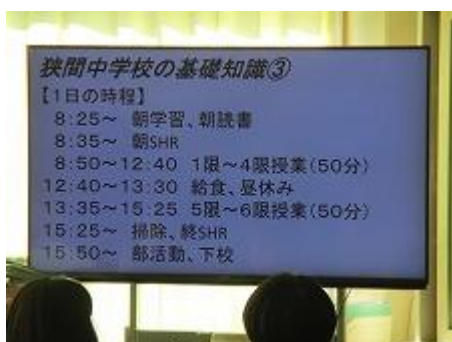 狭間中学校の基礎知識③
【1日の時程】
8:25～ 朝学習、朝読書
8:35～ 朝SHR
8:50～12:40 1限～4限授業(50分)
12:40～13:30 給食、昼休み
13:35～15:25 5限～6限授業(50分)
15:25～ 掃除、終SHR
15:50～ 部活動、下校